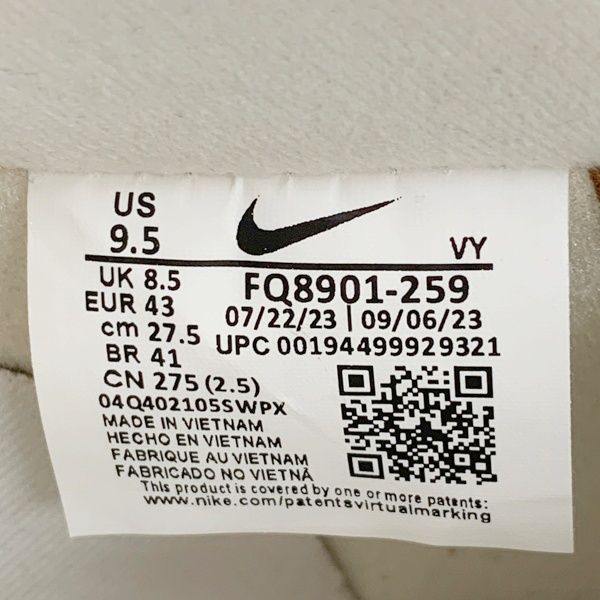 US
9.5
VY
UK 8.5
EUR 43
cm 27.5
BR 41
CN 275 (2.5)
FQ8901-259
07/22/23 | 09/06/23
UPC 00194499929321
04Q402105SWPX
MADE IN VIETNAM
HECHO EN VIETNAM
FABRIQUE AU VIETNAM
FABRICADO NO VIETNÃ
This product is covered by one or more patents:
www.nike.com/patentsvirtualmarking